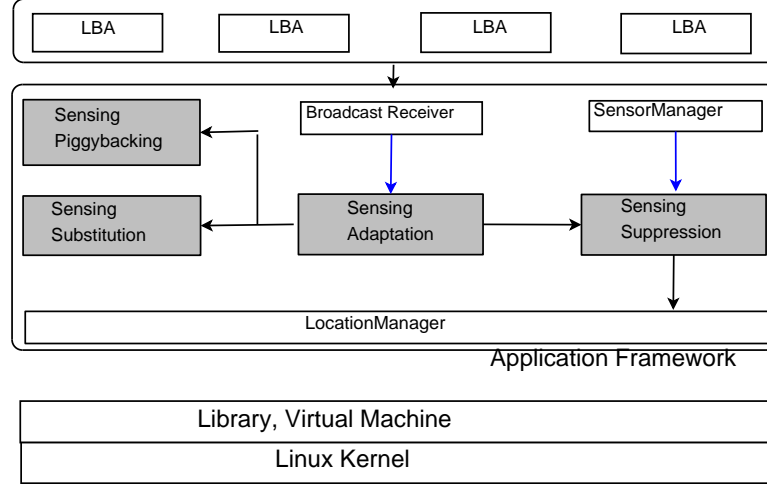 LBA
LBA
LBA
LBA
Sensing
Piggybacking
Broadcast Receiver
SensorManager
Sensing
Substitution
Sensing
Adaptation
Sensing
Suppression
LocationManager
Application Framework
Library, Virtual Machine
Linux Kernel